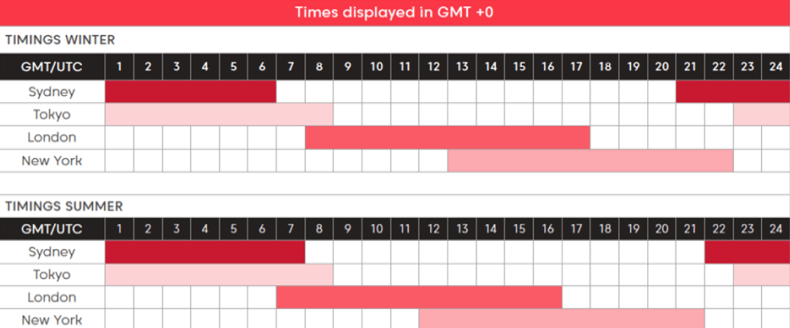 Times displayed in GMT +0
TIMINGS WINTER
GMT/UTC 1 2 3 4 5 6 7 8 9 10 11 12 13 14 15 16 17 18 19 20 21 22 23 24
Sydney
Tokyo
London
New York
TIMINGS SUMMER
GMT/UTC 1 2 3 4 5 6 7 8 9 10 11 12 13 14 15 16 17 18 19 20 21 22 23 24
Sydney
Tokyo
London
New York